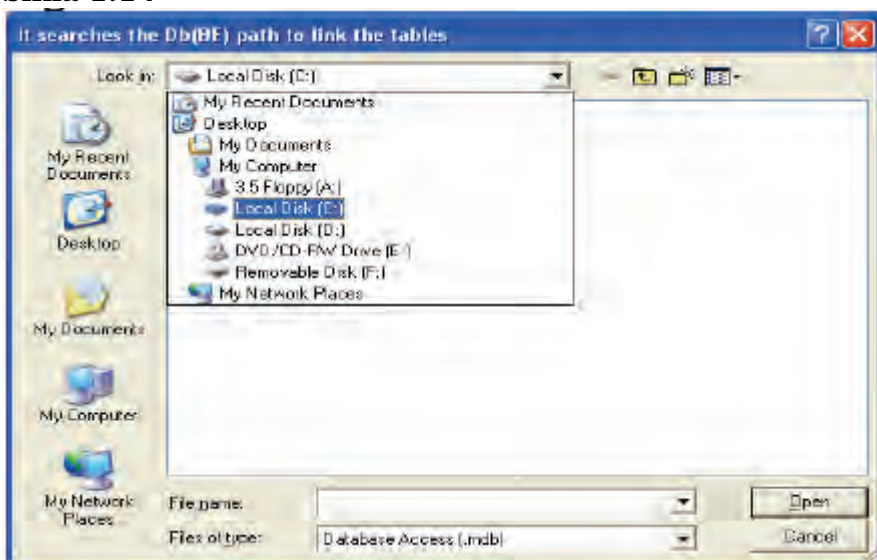 It searches the Db(BE) path to link the tables
Look in: Local Disk (C:)
My Recent Documents
Desktop
My Documents
My Computer
3.5 Floppy (A:)
Local Disk (C:)
Local Disk (D:)
DVD/CD-RW Drive (E:)
Removable Disk (F:)
My Network Places
My Recent
Documents
Desktop
My Documents
My Computer
My Network
Places
File name:
Open
Files of type: Database Access (.mdb)
Cancel